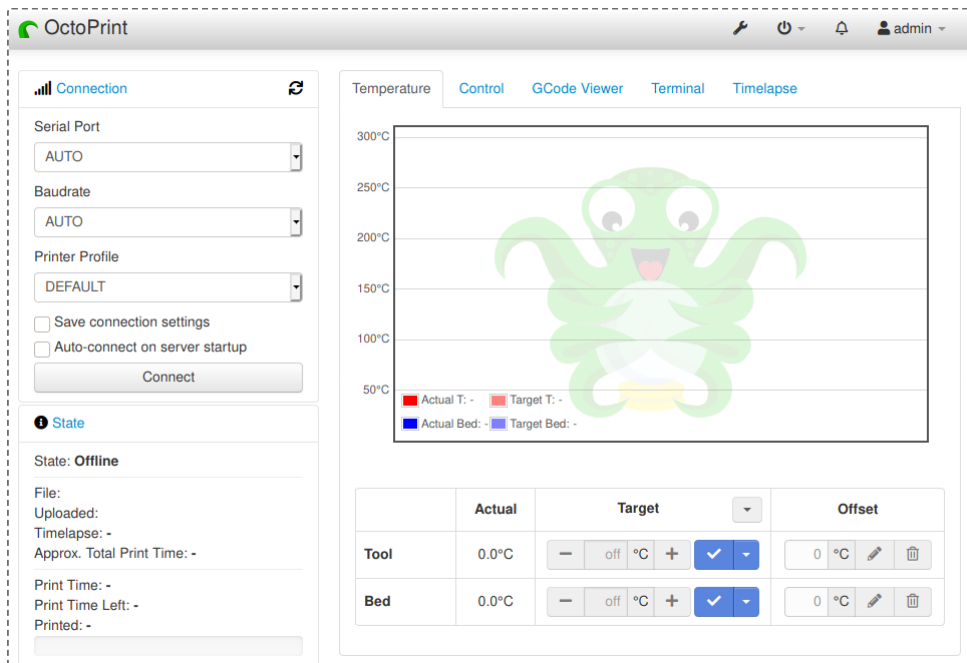 OctoPrint
admin
Connection
Serial Port
AUTO
Baudrate
AUTO
Printer Profile
DEFAULT
Save connection settings
Auto-connect on server startup
Connect
State
State: Offline
File:
Uploaded:
Timelapse: -
Approx. Total Print Time: -
Print Time: -
Print Time Left: -
Printed: -
Temperature Control GCode Viewer Terminal Timelapse
300°C
250°C
200°C
150°C
100°C
50°C
Actual T: - Target T: -
Actual Bed: - Target Bed: -
Actual Target Offset
Tool 0.0°C off °C 0 °C
Bed 0.0°C off °C 0 °C